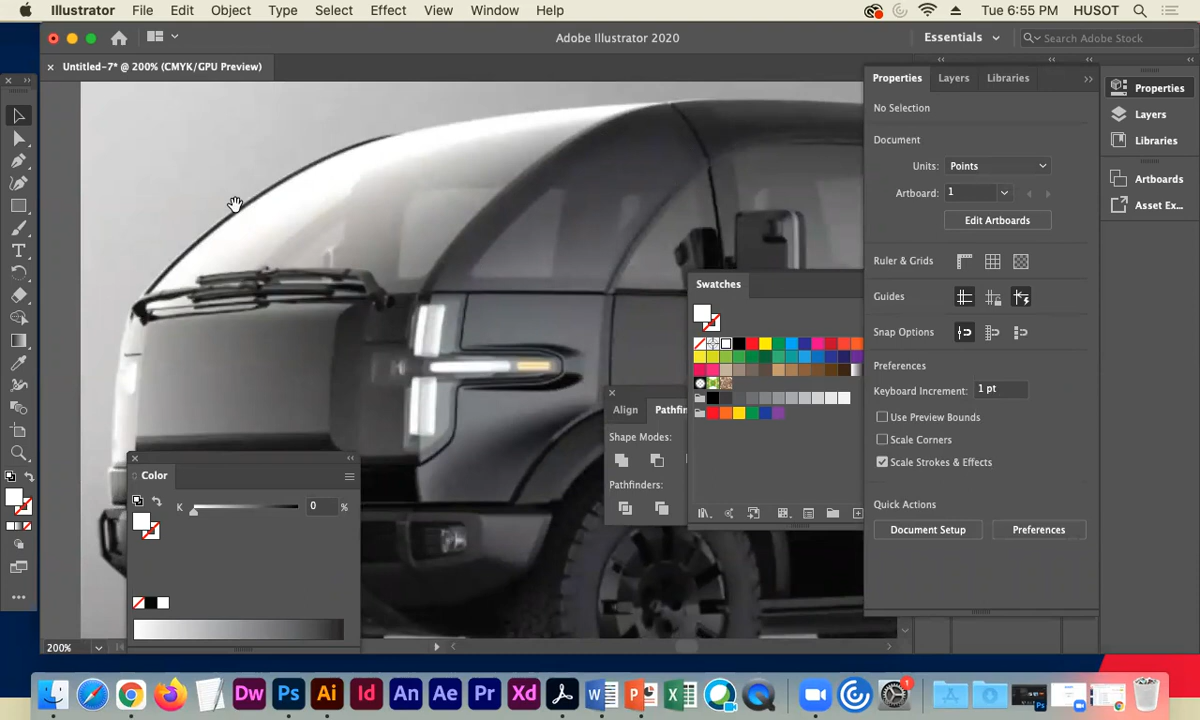 Illustrator File Edit Object Type Select Effect View Window Help
Tue 6:55 PM HUSOT
Adobe Illustrator 2020
Essentials
Search Adobe Stock
Untitled-7* @ 200% (CMYK/GPU Preview)
Properties Layers Libraries
No Selection
Document
Units: Points
Artboard: 1
Edit Artboards
Ruler & Grids
Guides
Snap Options
Preferences
Keyboard Increment: 1 pt
Use Preview Bounds
Scale Corners
Scale Strokes & Effects
Quick Actions
Document Setup Preferences
Properties
Layers
Libraries
Artboards
Asset Ex...
Swatches
Align Pathfin
Shape Modes:
Pathfinders:
Color
K 0 %
200%
Dw Ps Ai Id An Ae Pr Xd W P X
1